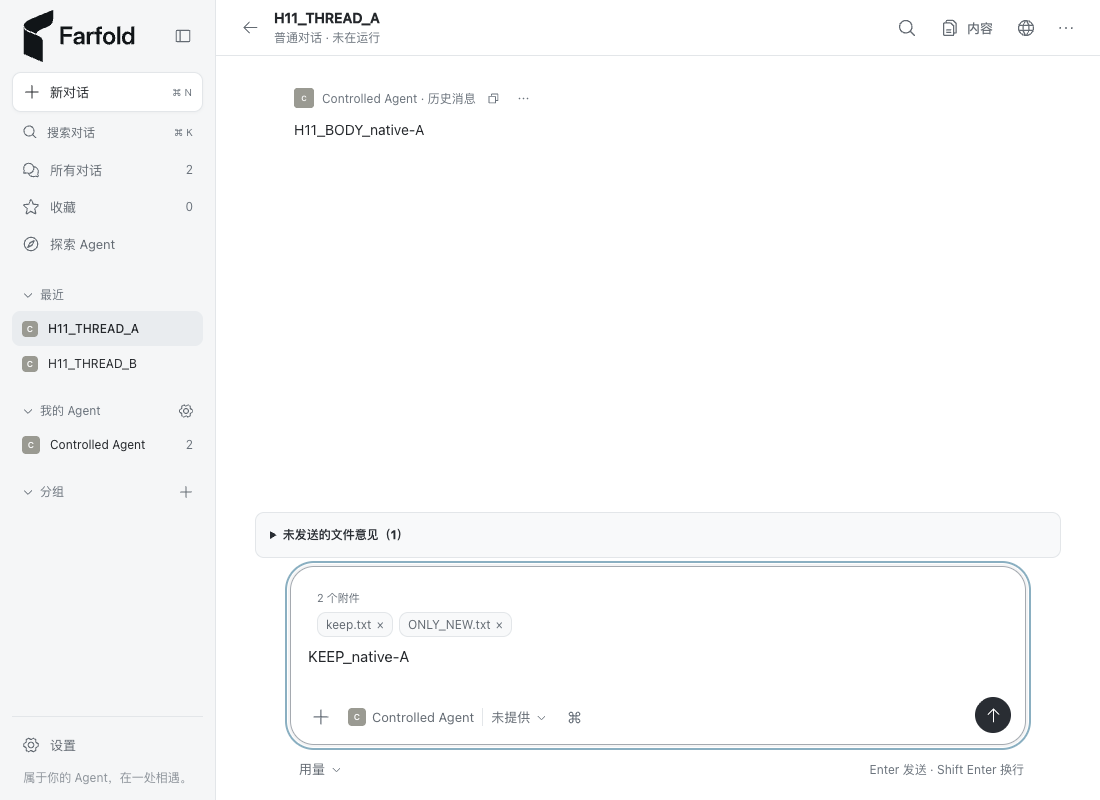 Farfold
新对话 ⌘ N
搜索对话 ⌘ K
所有对话 2
收藏 0
探索 Agent
最近
C H11_THREAD_A
C H11_THREAD_B
我的 Agent
C Controlled Agent 2
分组
设置
属于你的 Agent，在一处相遇。
H11_THREAD_A
普通对话 · 未在运行
内容
C Controlled Agent · 历史消息
H11_BODY_native-A
未发送的文件意见（1）
2 个附件
keep.txt × ONLY_NEW.txt ×
KEEP_native-A
C Controlled Agent 未提供 ⌘
用量 Enter 发送 · Shift Enter 换行